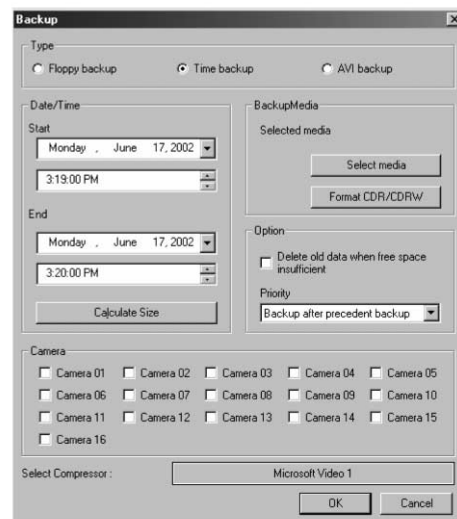 Backup
Type
Floppy backup Time backup AVI backup
Date/Time
Start
Monday , June 17, 2002
3:19:00 PM
End
Monday , June 17, 2002
3:20:00 PM
Calculate Size
BackupMedia
Selected media
Select media
Format CDR/CDRW
Option
Delete old data when free space
insufficient
Priority
Backup after precedent backup
Camera
Camera 01 Camera 02 Camera 03 Camera 04 Camera 05
Camera 06 Camera 07 Camera 08 Camera 09 Camera 10
Camera 11 Camera 12 Camera 13 Camera 14 Camera 15
Camera 16
Select Compressor : Microsoft Video 1
OK Cancel